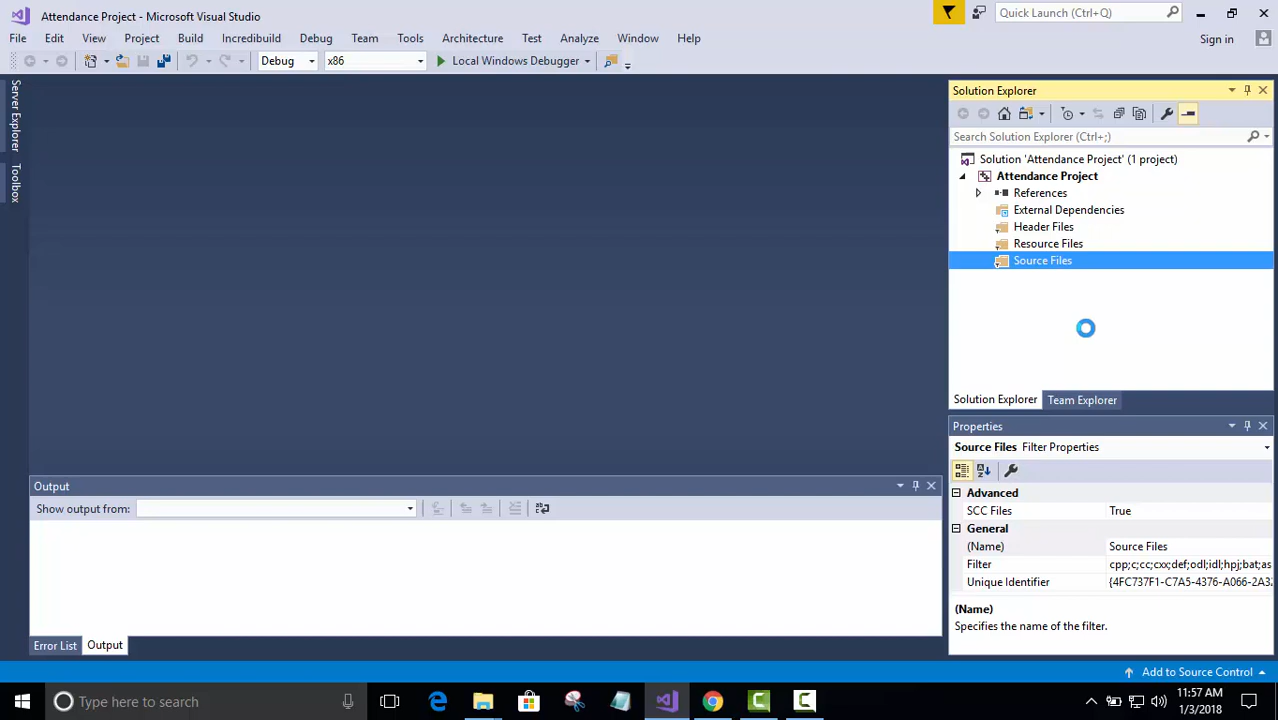 Attendance Project - Microsoft Visual Studio
Quick Launch (Ctrl+Q)
File Edit View Project Build Incredibuild Debug Team Tools Architecture Test Analyze Window Help
Sign in
Debug x86 Local Windows Debugger
Server Explorer
Toolbox
Solution Explorer
Search Solution Explorer (Ctrl+;)
Solution 'Attendance Project' (1 project)
Attendance Project
References
External Dependencies
Header Files
Resource Files
Source Files
Solution Explorer Team Explorer
Properties
Source Files Filter Properties
Advanced
SCC Files True
General
(Name) Source Files
Filter cpp;c;cc;cxx;def;odl;idl;hpj;bat;as
Unique Identifier {4FC737F1-C7A5-4376-A066-2A32
(Name)
Specifies the name of the filter.
Output
Show output from:
Error List Output
Add to Source Control
Type here to search
11:57 AM
1/3/2018